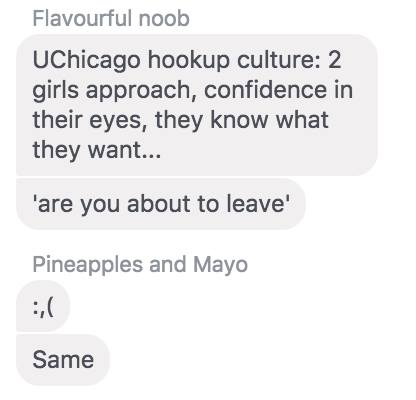 Flavourful noob
UChicago hookup culture: 2
girls approach, confidence in
their eyes, they know what
they want...
'are you about to leave'
Pineapples and Mayo
:,(
Same